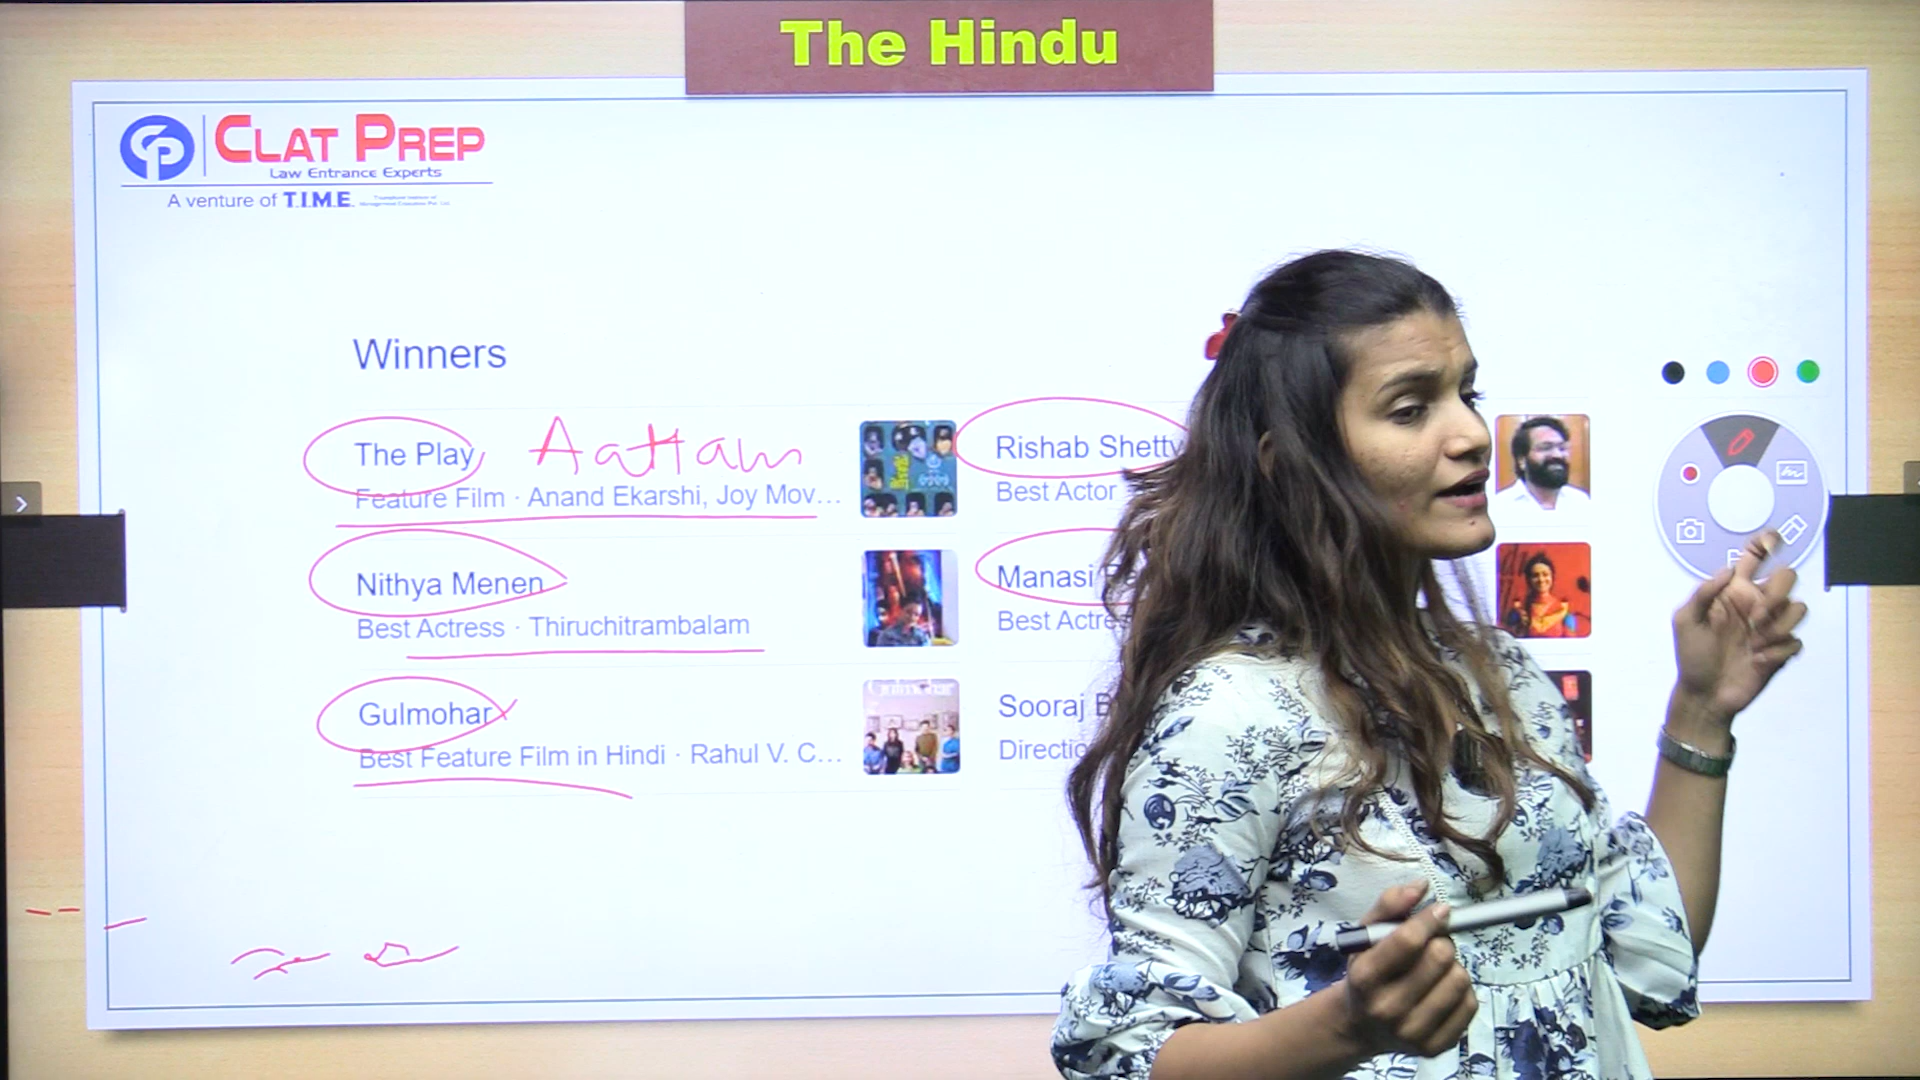 The Hindu
CLAT PREP
Law Entrance Experts
A venture of T.I.M.E.
Winners
The Play Aattam
Feature Film · Anand Ekarshi, Joy Mov...
Rishab Shetty
Best Actor
Nithya Menen
Best Actress · Thiruchitrambalam
Manasi
Best Actre
Gulmohar
Best Feature Film in Hindi · Rahul V. C...
Sooraj B
Directio